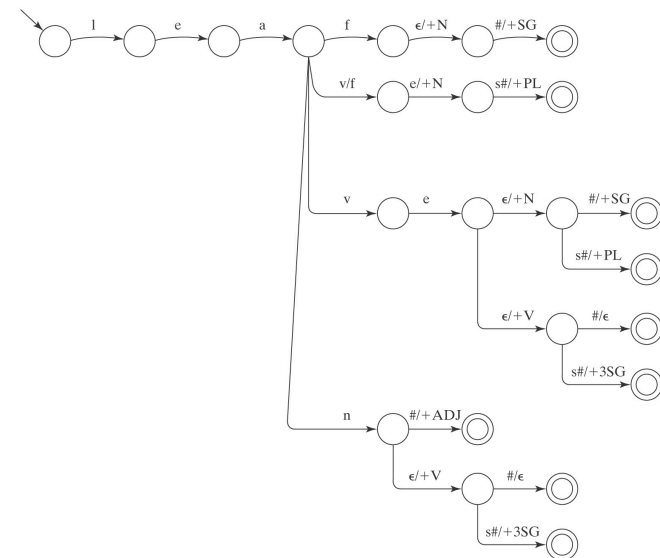 l e a f ϵ/+N #/+SG
v/f e/+N s#/+PL
v e ϵ/+N #/+SG
s#/+PL
ϵ/+V #/ϵ
s#/+3SG
n #/+ADJ
ϵ/+V #/ϵ
s#/+3SG